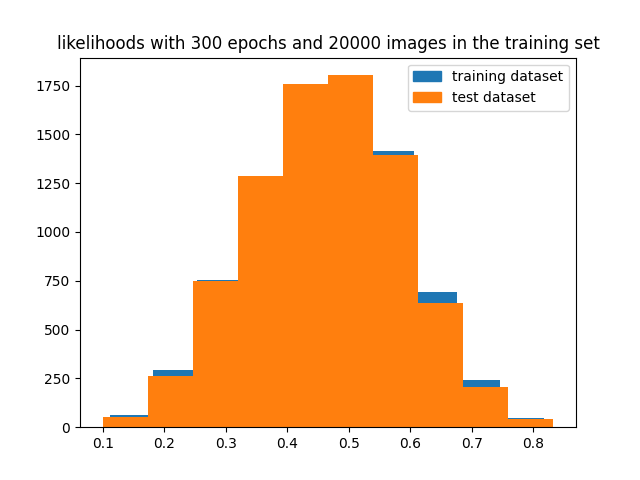 likelihoods with 300 epochs and 20000 images in the training set
training dataset
test dataset
1750
1500
1250
1000
750
500
250
0
0.1 0.2 0.3 0.4 0.5 0.6 0.7 0.8